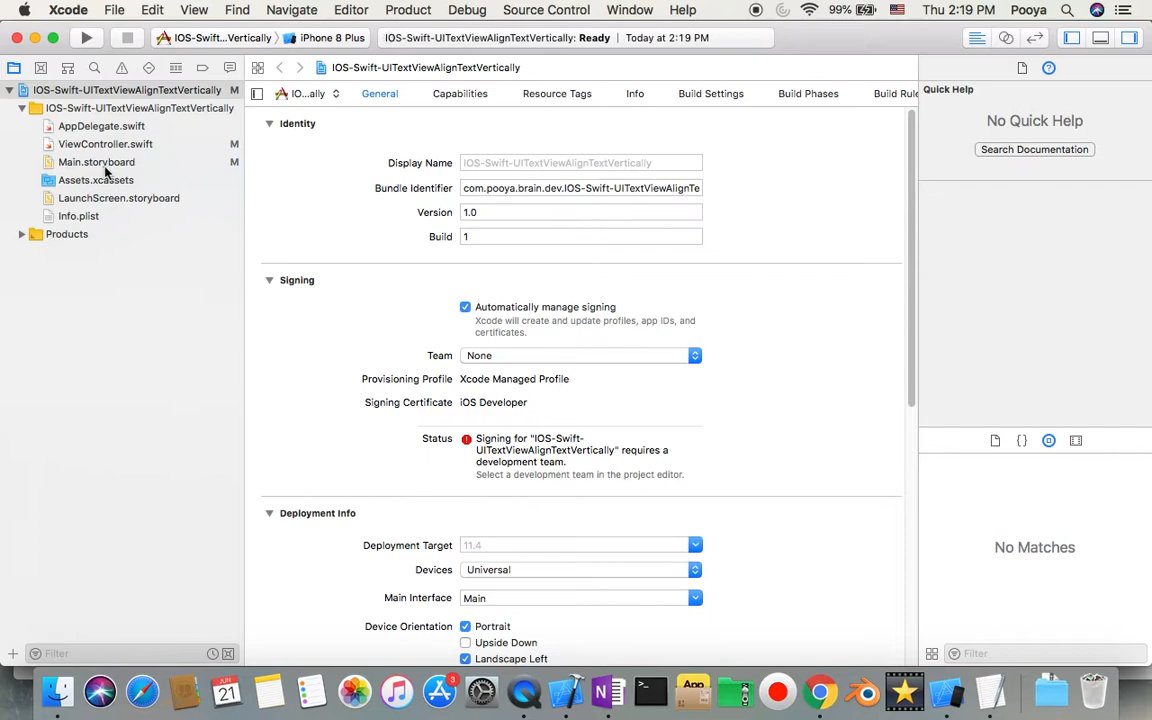 Xcode File Edit View Find Navigate Editor Product Debug Source Control Window Help 99% Thu 2:19 PM Pooya
IOS-Swift...Vertically iPhone 8 Plus IOS-Swift-UITextViewAlignTextVertically: Ready Today at 2:19 PM
IOS-Swift-UITextViewAlignTextVertically M
IOS-Swift-UITextViewAlignTextVertically
AppDelegate.swift
ViewController.swift M
Main.storyboard M
Assets.xcassets
LaunchScreen.storyboard
Info.plist
Products
Filter
IOS-Swift-UITextViewAlignTextVertically
IO...ally General Capabilities Resource Tags Info Build Settings Build Phases Build Rule
Identity
Display Name IOS-Swift-UITextViewAlignTextVertically
Bundle Identifier com.pooya.brain.dev.IOS-Swift-UITextViewAlignTe
Version 1.0
Build 1
Signing
Automatically manage signing
Xcode will create and update profiles, app IDs, and
certificates.
Team None
Provisioning Profile Xcode Managed Profile
Signing Certificate iOS Developer
Status Signing for "IOS-Swift-
UITextViewAlignTextVertically" requires a
development team.
Select a development team in the project editor.
Deployment Info
Deployment Target 11.4
Devices Universal
Main Interface Main
Device Orientation Portrait
Upside Down
Landscape Left
Quick Help
No Quick Help
Search Documentation
{}
No Matches
Filter
JUN
21
3
N
>_
App